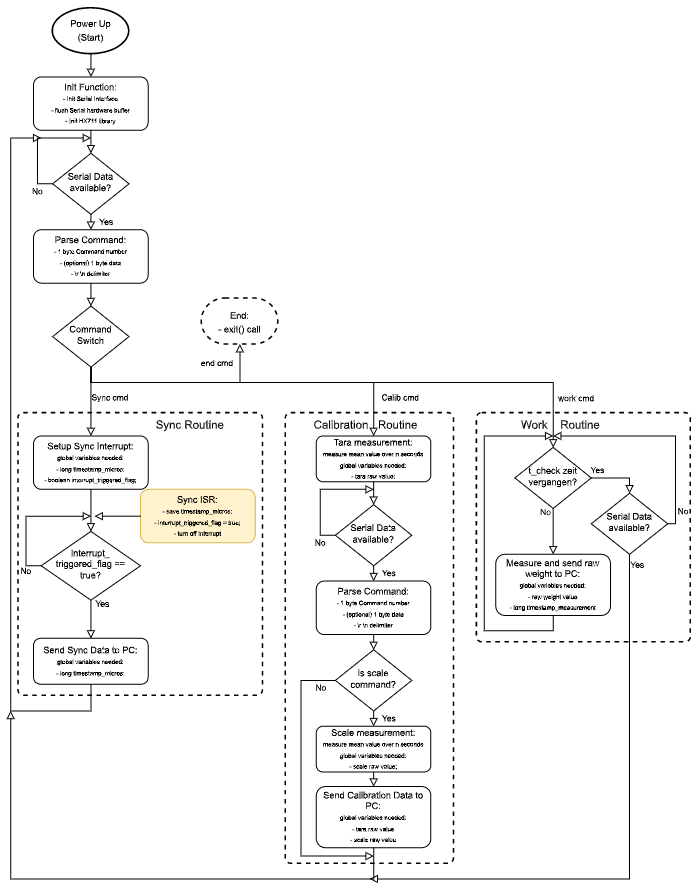 Power Up
(Start)
Init Function:
- Init Serial Interface
- flush Serial hardware buffer
- Init HX711 library
Serial Data
available?
No
Yes
Parse Command:
- 1 byte Command number
- (optional) 1 byte data
- \r \n delimiter
Command
Switch
End:
- exit() call
end cmd
Sync cmd
Calib cmd
work cmd
Sync Routine
Setup Sync Interrupt:
global variables needed:
- long timestamp_micros;
- boolean interrupt_triggered_flag;
Sync ISR:
- save timestamp_micros;
- interrupt_triggered_flag = true;
- turn off interrupt
Interrupt_
triggored_flag ==
true?
No
Yes
Send Sync Data to PC:
global variables needed:
- long timestamp_micros;
Calibration Routine
Tara measurement:
measure mean value over n seconds
global variables needed:
- tara raw value;
Serial Data
available?
No
Yes
Parse Command:
- 1 byte Command number
- (optional) 1 byte data
- \r \n delimiter
Is scale
command?
No
Yes
Scale measurement:
measure mean value over n seconds
global variables needed:
- scale raw value;
Send Calibration Data to
PC:
global variables needed:
- tara raw value
- scale raw value
Work Routine
t_check zeit
vergangen?
Yes
No
Serial Data
available?
No
Yes
Measure and send raw
weight to PC:
global variables needed:
- raw weight value
- long timestamp_measurement